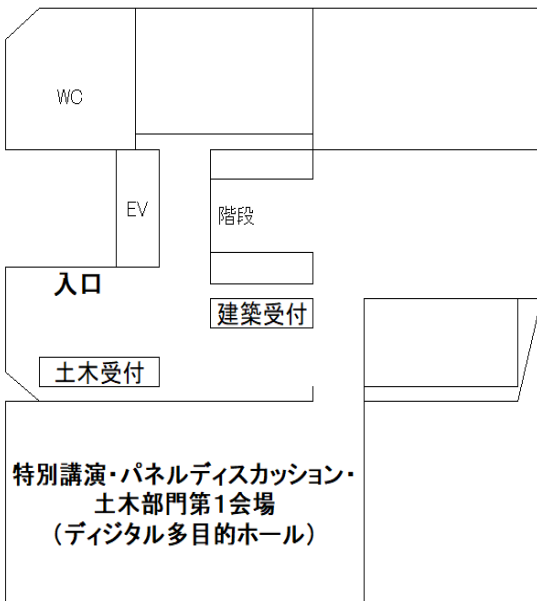 WC
EV
階段
入口
建築受付
土木受付
特別講演・パネルディスカッション・
土木部門第1会場
(ディジタル多目的ホール)